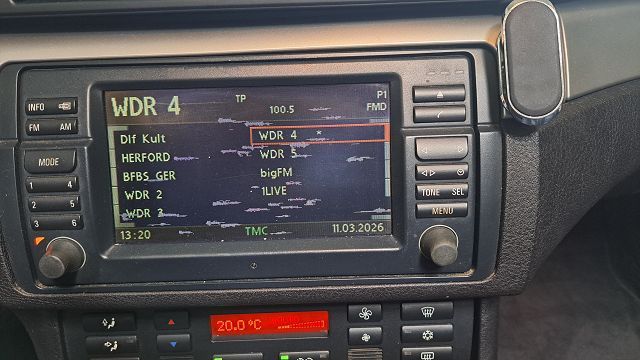 WDR 4 TP 100.5 P1 FMD
Dlf Kult WDR 4 *
HERFORD WDR 5
BFBS GER bigFM
WDR 2 1LIVE
WDR 3
13:20 TMC 11.03.2026
INFO
FM AM
MODE
1 4
2 5
3 6
TONE SEL
MENU
20.0 °C